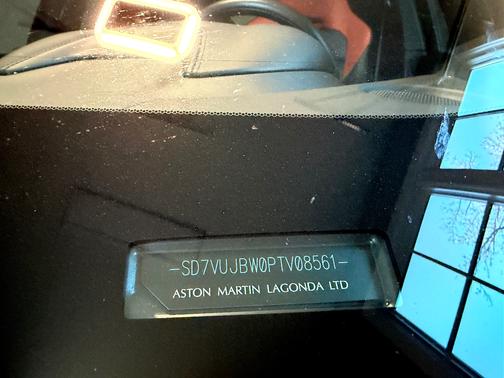 -SD7VUJBW0PTV08561-
ASTON MARTIN LAGONDA LTD